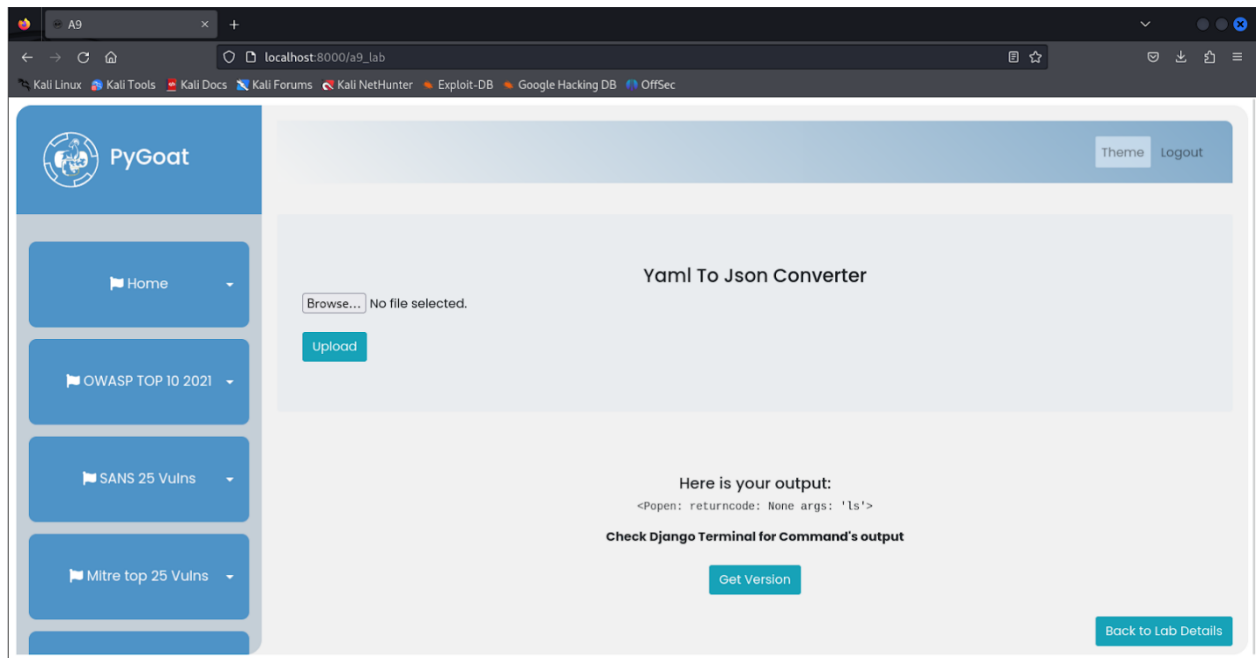 A9
localhost:8000/a9_lab
Kali Linux Kali Tools Kali Docs Kali Forums Kali NetHunter Exploit-DB Google Hacking DB OffSec
PyGoat
Theme Logout
Home
OWASP TOP 10 2021
SANS 25 Vulns
Mitre top 25 Vulns
Yaml To Json Converter
Browse... No file selected.
Upload
Here is your output:
<Popen: returncode: None args: 'ls'>
Check Django Terminal for Command's output
Get Version
Back to Lab Details